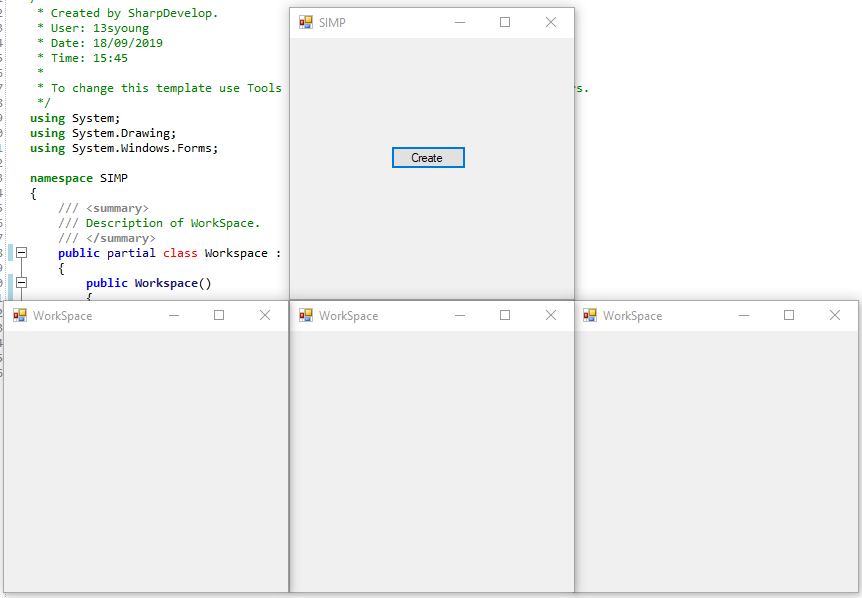 * Created by SharpDevelop.
* User: 13syoung
* Date: 18/09/2019
* Time: 15:45
*
* To change this template use Tools
s.
*/
using System;
using System.Drawing;
using System.Windows.Forms;
namespace SIMP
{
/// <summary>
/// Description of WorkSpace.
/// </summary>
public partial class Workspace :
{
public Workspace()
{
SIMP
Create
WorkSpace
WorkSpace
WorkSpace